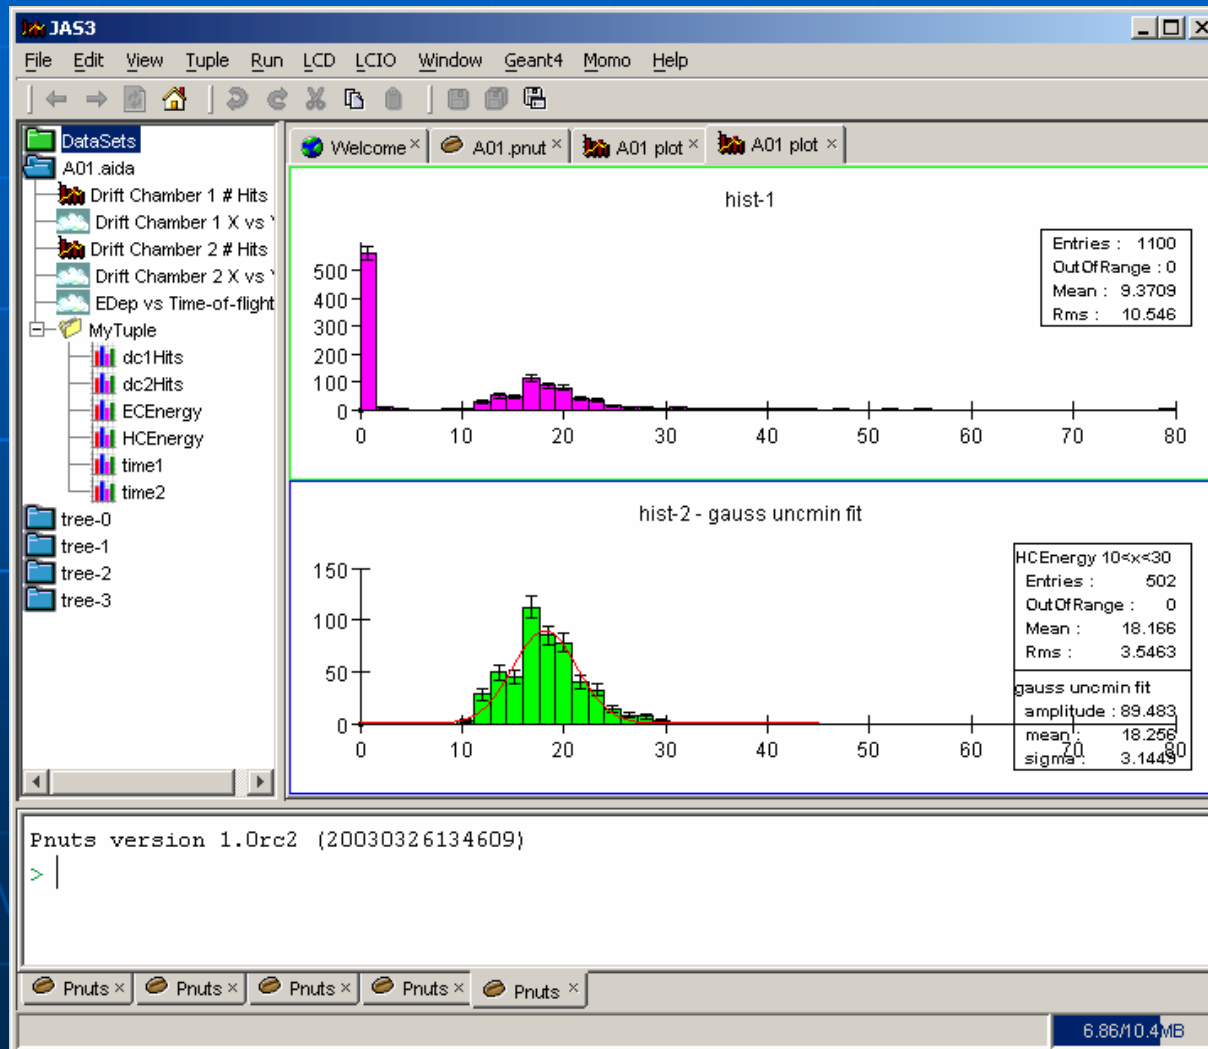 JAS3
File Edit View Tuple Run LCD LCIO Window Geant4 Momo Help
DataSets
A01.aida
Drift Chamber 1 # Hits
Drift Chamber 1 X vs
Drift Chamber 2 # Hits
Drift Chamber 2 X vs
EDep vs Time-of-flight
MyTuple
dc1Hits
dc2Hits
ECEnergy
HCEnergy
time1
time2
tree-0
tree-1
tree-2
tree-3
Welcome × A01.pnut × A01 plot × A01 plot ×
hist-1
Entries : 1100
OutOfRange : 0
Mean : 9.3709
Rms : 10.546
500
400
300
200
100
0
0 10 20 30 40 50 60 70 80
hist-2 - gauss uncmin fit
HCEnergy 10<x<30
Entries : 502
OutOfRange : 0
Mean : 18.166
Rms : 3.5463
gauss uncmin fit
amplitude : 89.483
mean : 18.256
sigma : 3.1449
150
100
50
0
0 10 20 30 40 50 60 70 80
Pnuts version 1.0rc2 (20030326134609)
>
Pnuts × Pnuts × Pnuts × Pnuts × Pnuts ×
6.86/10.4MB